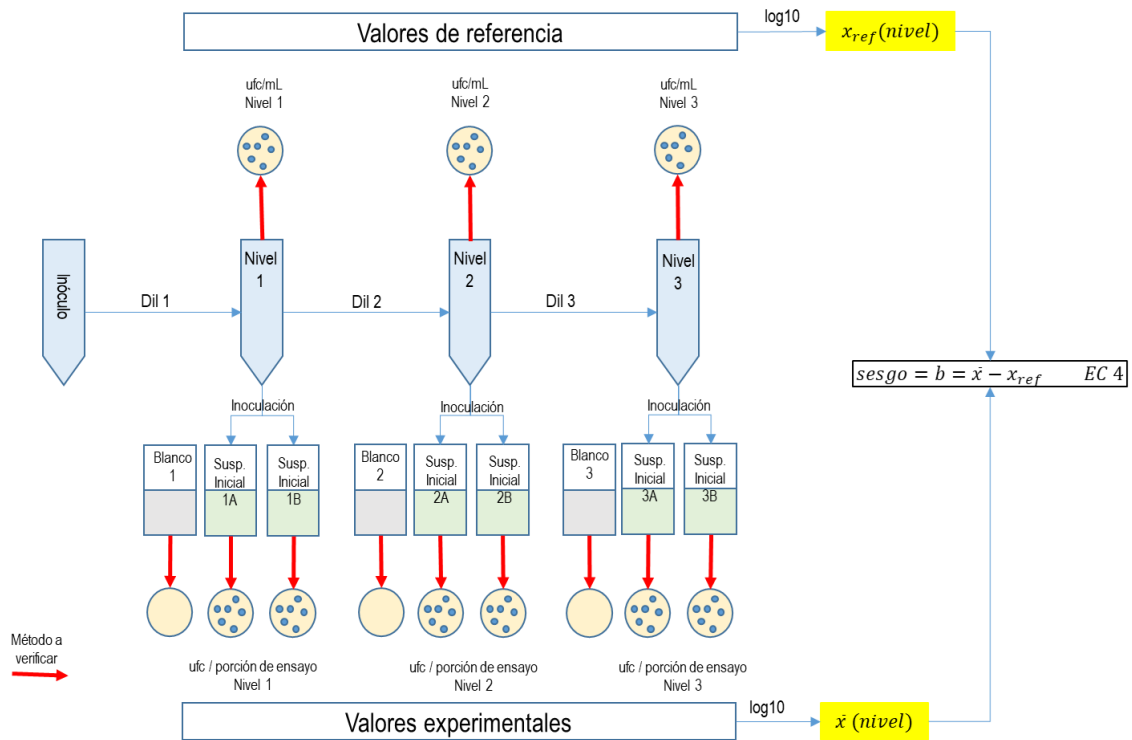 Valores de referencia
log10
x_ref(nivel)
ufc/mL
Nivel 1
ufc/mL
Nivel 2
ufc/mL
Nivel 3
Inóculo
Dil 1
Nivel
1
Dil 2
Nivel
2
Dil 3
Nivel
3
sesgo = b = x̄ − x_ref EC 4
Inoculación
Inoculación
Inoculación
Blanco
1
Susp.
Inicial
1A
Susp.
Inicial
1B
Blanco
2
Susp.
Inicial
2A
Susp.
Inicial
2B
Blanco
3
Susp.
Inicial
3A
Susp.
Inicial
3B
Método a
verificar
ufc / porción de ensayo
Nivel 1
ufc / porción de ensayo
Nivel 2
ufc / porción de ensayo
Nivel 3
Valores experimentales
log10
x̄ (nivel)